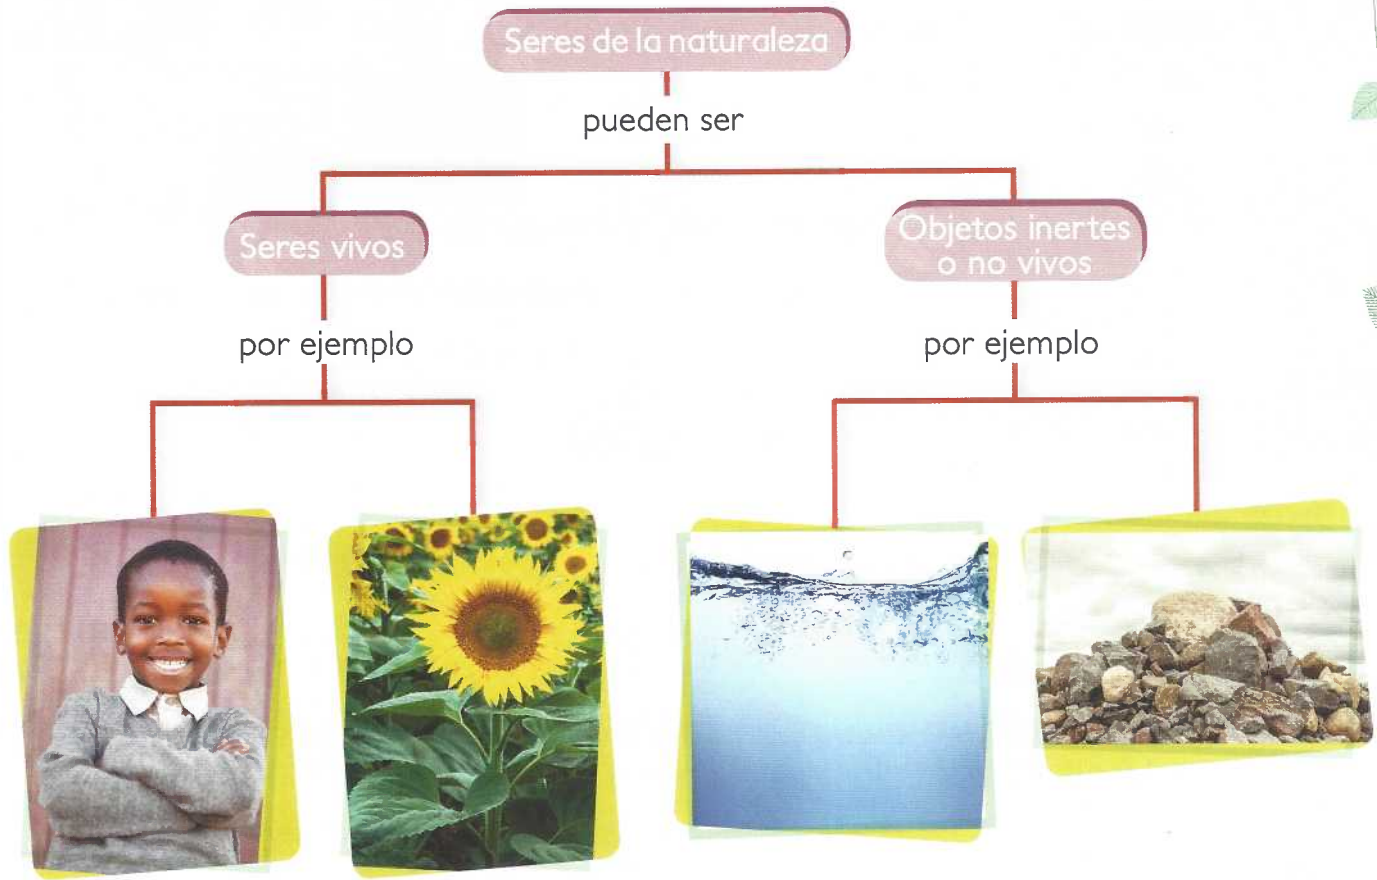 Seres de la naturaleza
pueden ser
Seres vivos
Objetos inertes
o no vivos
por ejemplo
por ejemplo